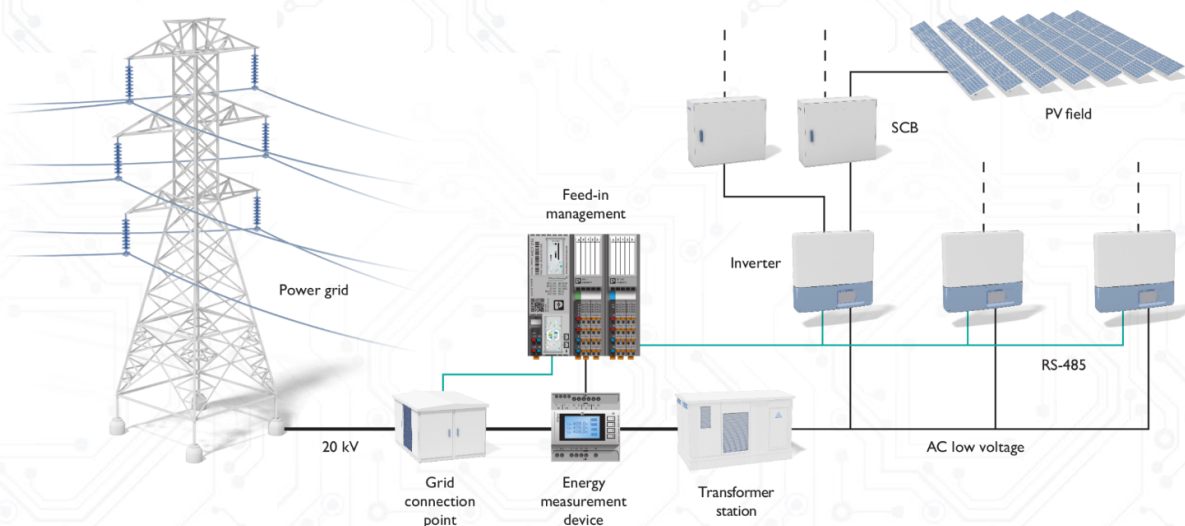 PV field
SCB
Feed-in
management
Inverter
Power grid
RS-485
20 kV
AC low voltage
Grid
connection
point
Energy
measurement
device
Transformer
station